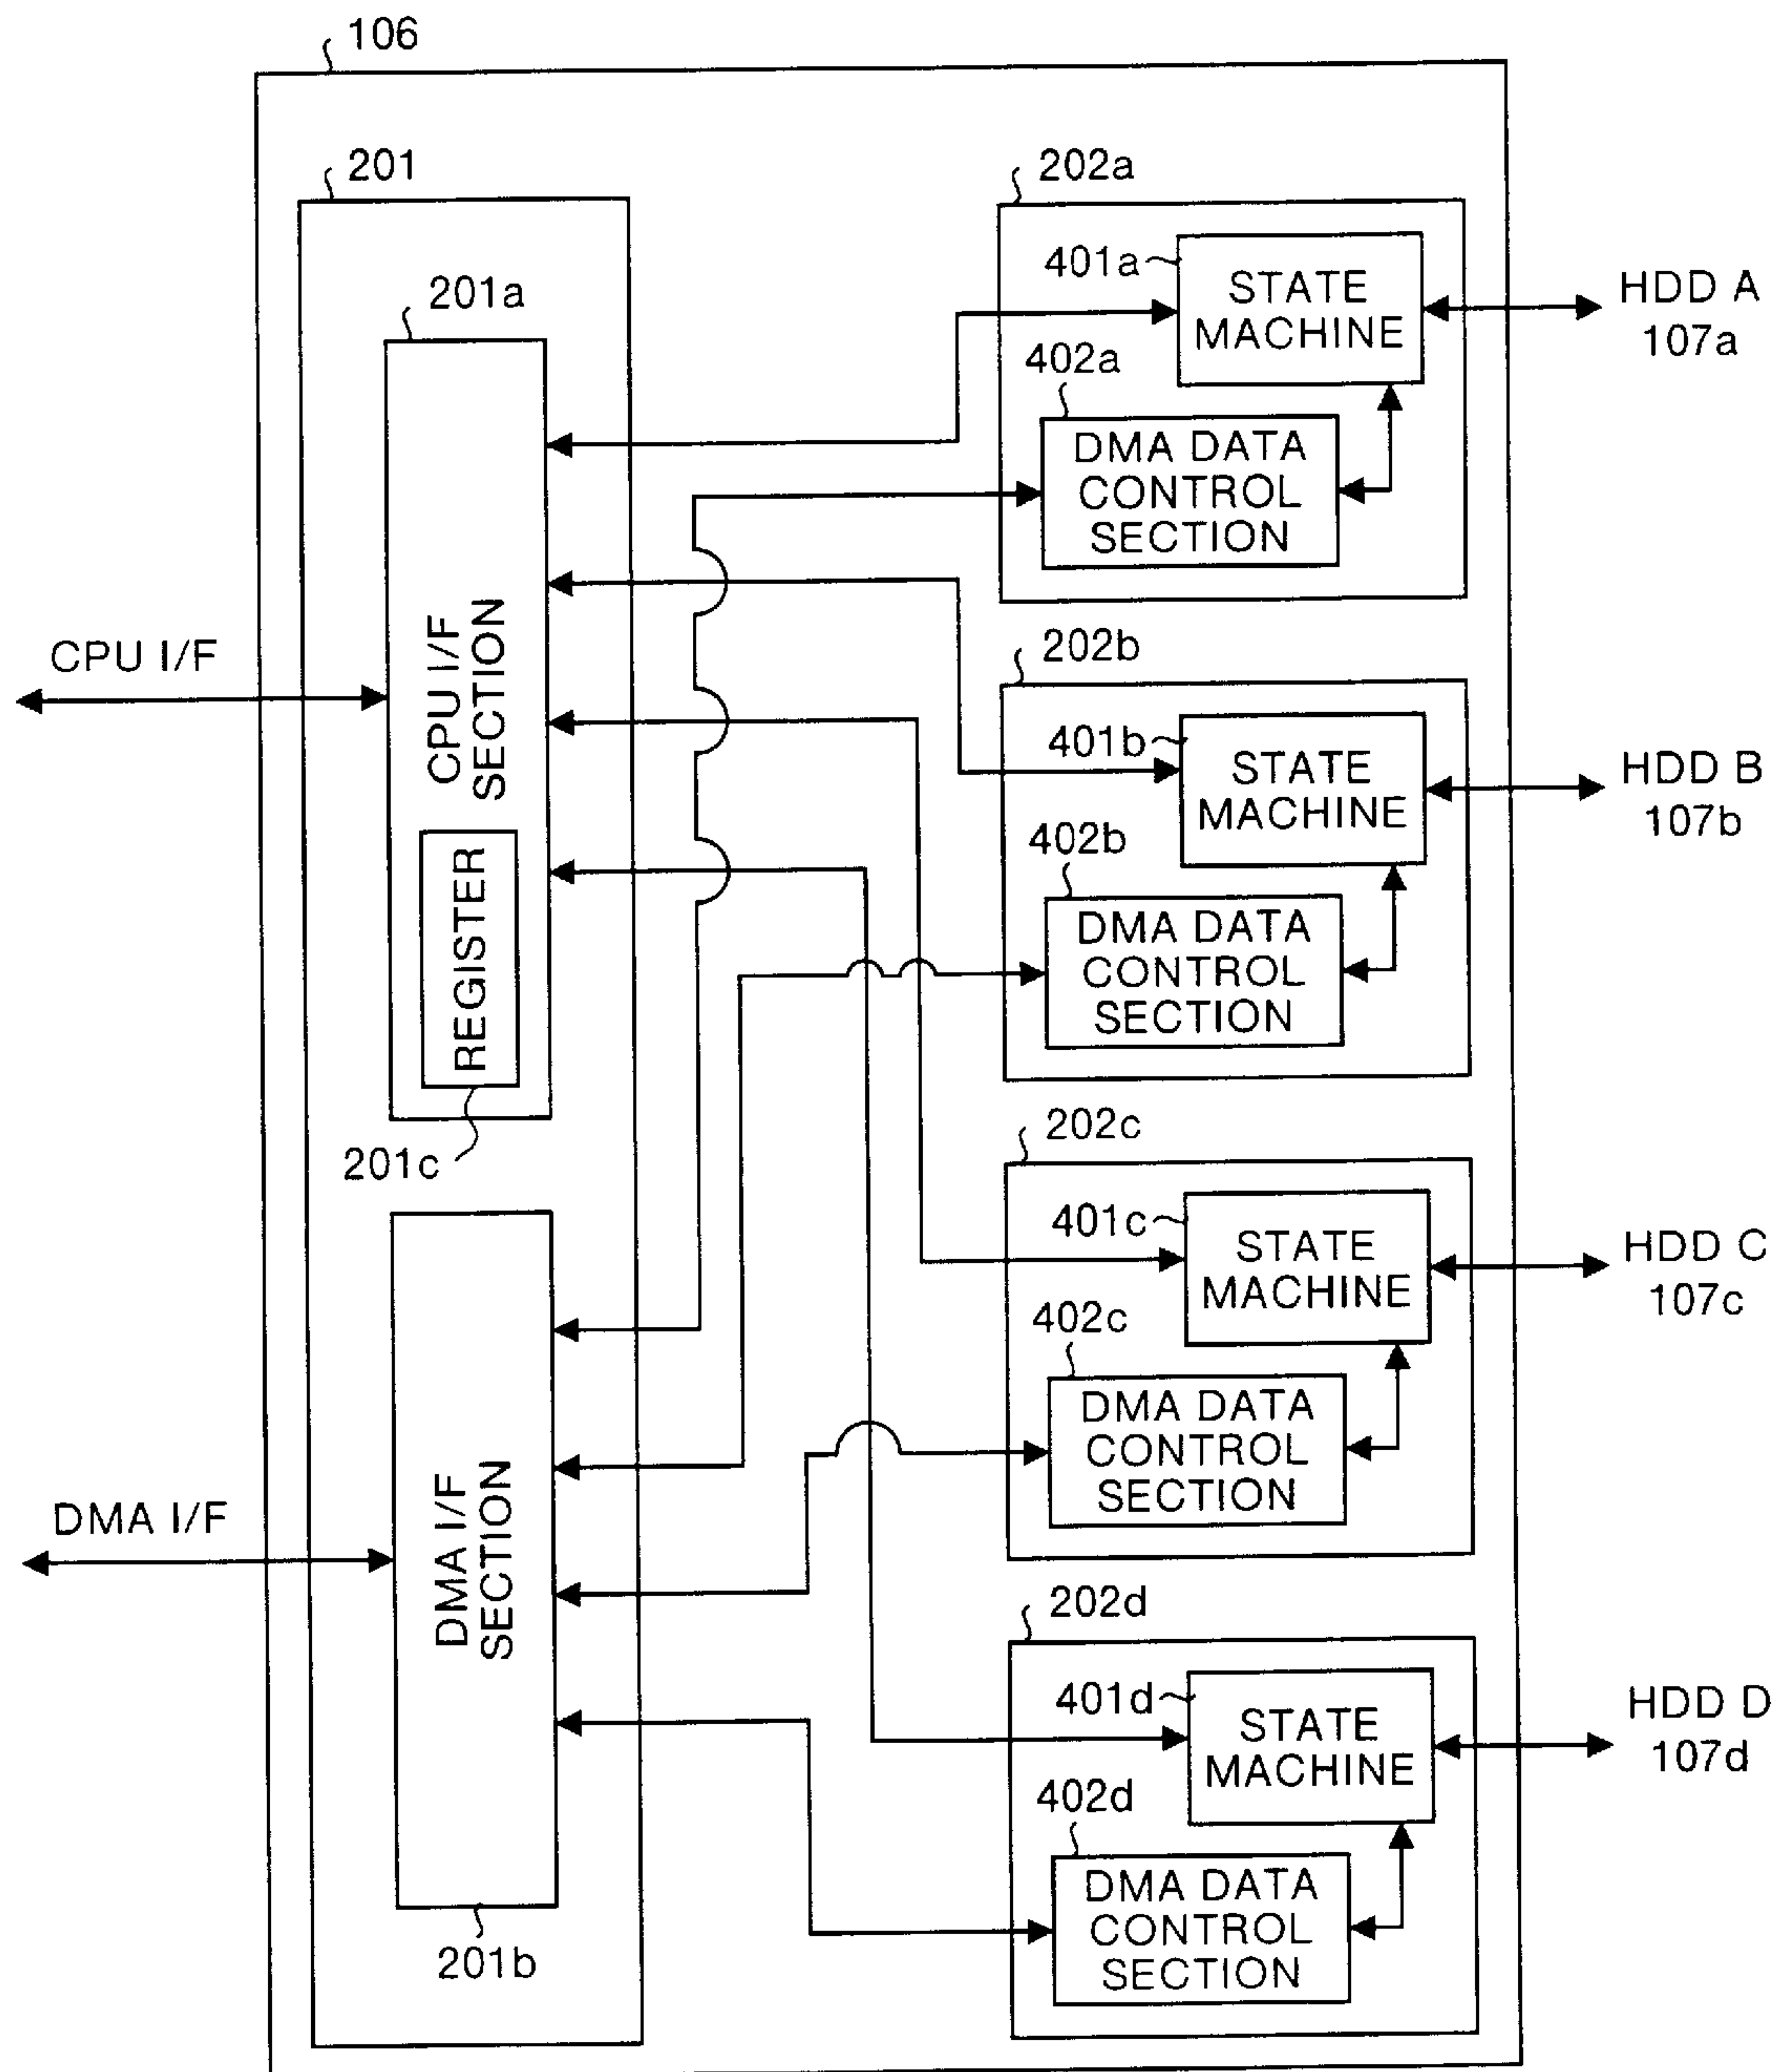 106
201
202a
401a
STATE
MACHINE
HDD A
107a
201a
402a
DMA DATA
CONTROL
SECTION
CPU I/F
CPU I/F
SECTION
REGISTER
201c
202b
401b
STATE
MACHINE
HDD B
107b
402b
DMA DATA
CONTROL
SECTION
202c
401c
STATE
MACHINE
HDD C
107c
402c
DMA DATA
CONTROL
SECTION
DMA I/F
DMA I/F
SECTION
201b
202d
401d
STATE
MACHINE
HDD D
107d
402d
DMA DATA
CONTROL
SECTION